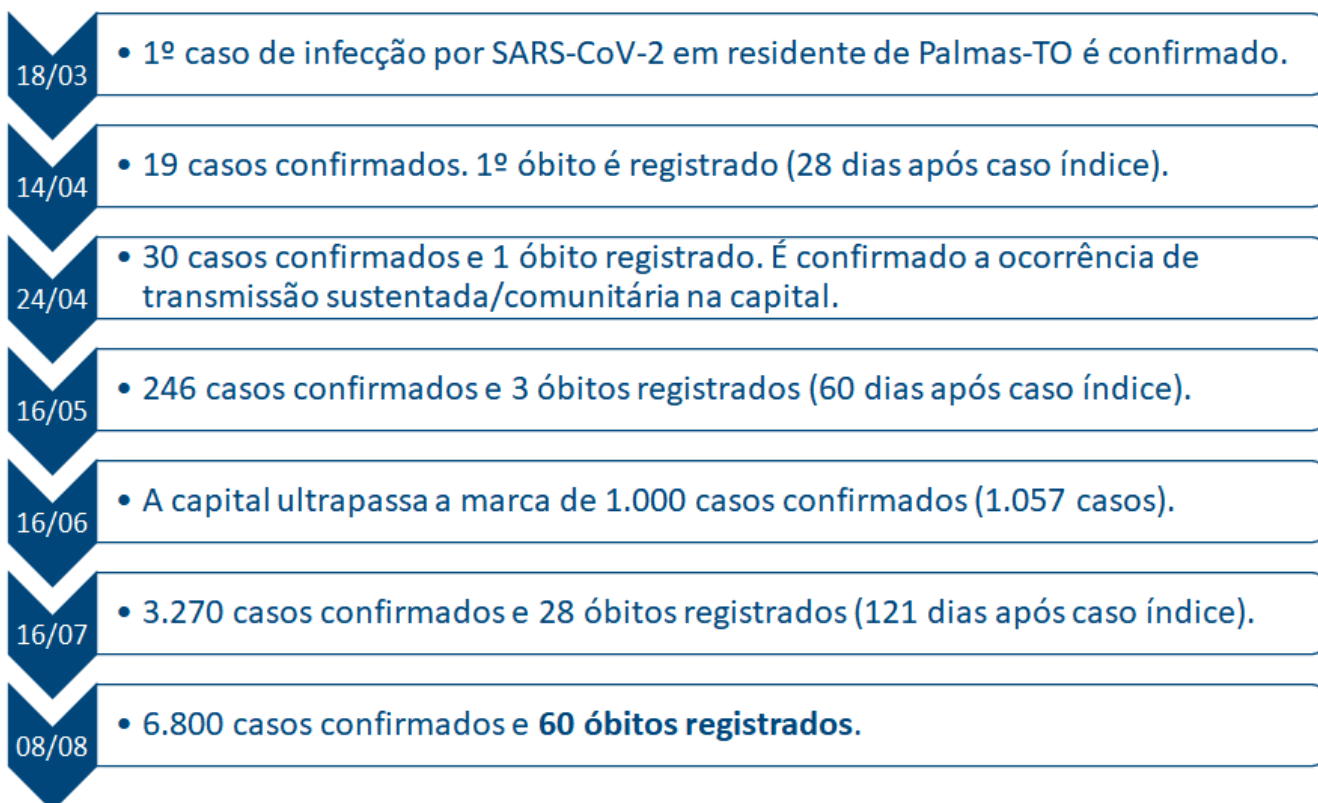 18/03
• 1º caso de infecção por SARS-CoV-2 em residente de Palmas-TO é confirmado.
14/04
• 19 casos confirmados. 1º óbito é registrado (28 dias após caso índice).
24/04
• 30 casos confirmados e 1 óbito registrado. É confirmado a ocorrência de
transmissão sustentada/comunitária na capital.
16/05
• 246 casos confirmados e 3 óbitos registrados (60 dias após caso índice).
16/06
• A capital ultrapassa a marca de 1.000 casos confirmados (1.057 casos).
16/07
• 3.270 casos confirmados e 28 óbitos registrados (121 dias após caso índice).
08/08
• 6.800 casos confirmados e 60 óbitos registrados.